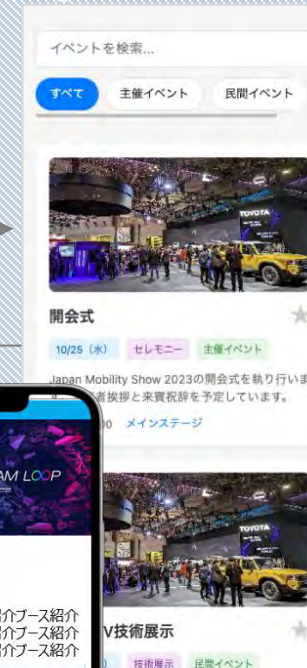 イベントを検索...
すべて 主催イベント 民間イベント
TOYOTA
開会式
10/25（水） セレモニー 主催イベント
Japan Mobility Show 2023の開会式を執り行いま
者挨拶と来賓祝辞を予定しています。
メインステージ
AM LOOP
TOYOTA
介ブース紹介
介ブース紹介
介ブース紹介
V技術展示
技術展示 民間イベント